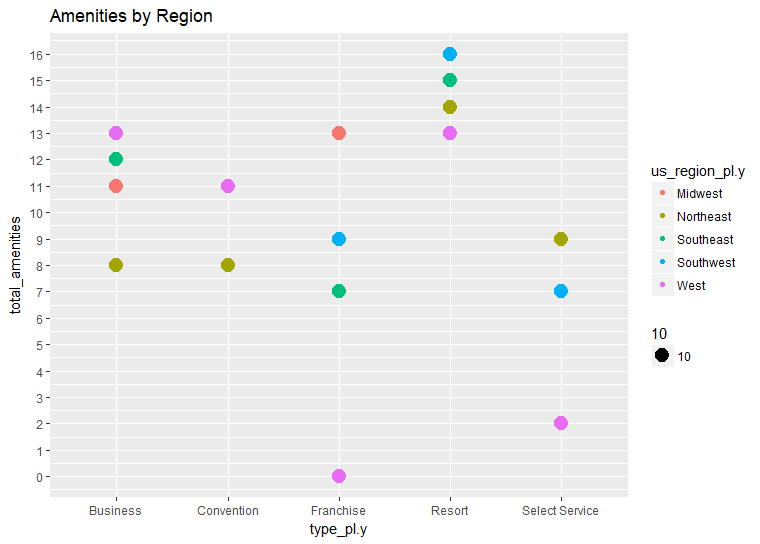 Amenities by Region
total_amenities
16
15
14
13
12
11
10
9
8
7
6
5
4
3
2
1
0
Business Convention Franchise Resort Select Service
type_pl.y
us_region_pl.y
Midwest
Northeast
Southeast
Southwest
West
10
10